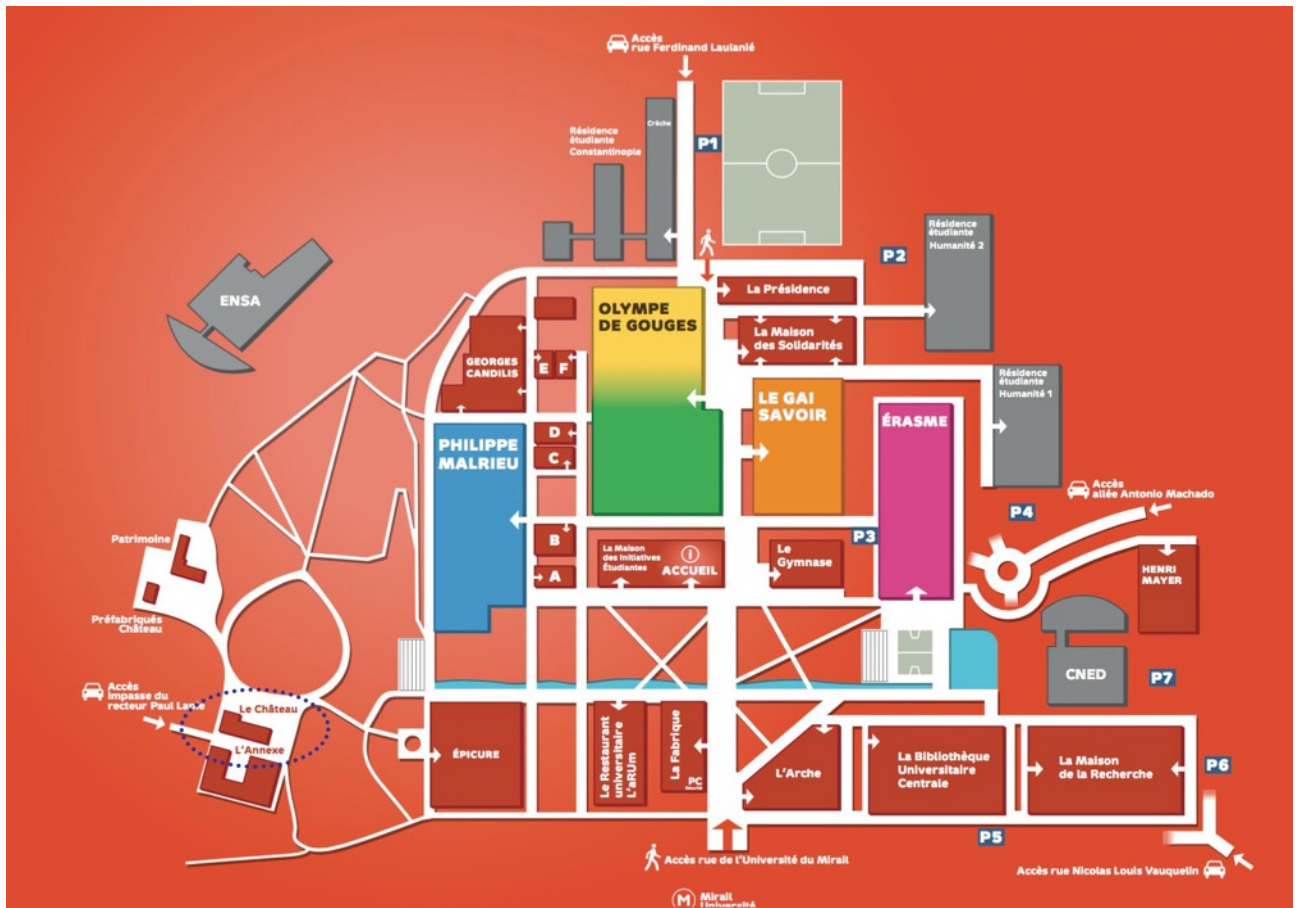 Accès
rue Ferdinand Laulanié
Crèche
Résidence
étudiante
Constantinople
P1
Résidence
étudiante
Humanité 2
P2
ENSA
La Présidence
OLYMPE
DE GOUGES
La Maison
des Solidarités
GEORGES
CANDILIS
E
F
Résidence
étudiante
Humanité 1
LE GAI
SAVOIR
ÉRASME
PHILIPPE
MALRIEU
D
C
Accès
allée Antonio Machado
P4
P3
Patrimoine
B
La Maison
des Initiatives
Étudiantes
i
ACCUEIL
Le
Gymnase
A
HENRI
MAYER
Préfabriqués
Château
CNED
P7
Accès
impasse du
recteur Paul
Le Château
L'Annexe
ÉPICURE
Le Restaurant
universitaire
L'aRUm
La Fabrique
PC
Sécurité
L'Arche
La Bibliothèque
Universitaire
Centrale
La Maison
de la Recherche
P6
P5
Accès rue de l'Université du Mirail
Accès rue Nicolas Louis Vauquelin
M
Mirail
Université